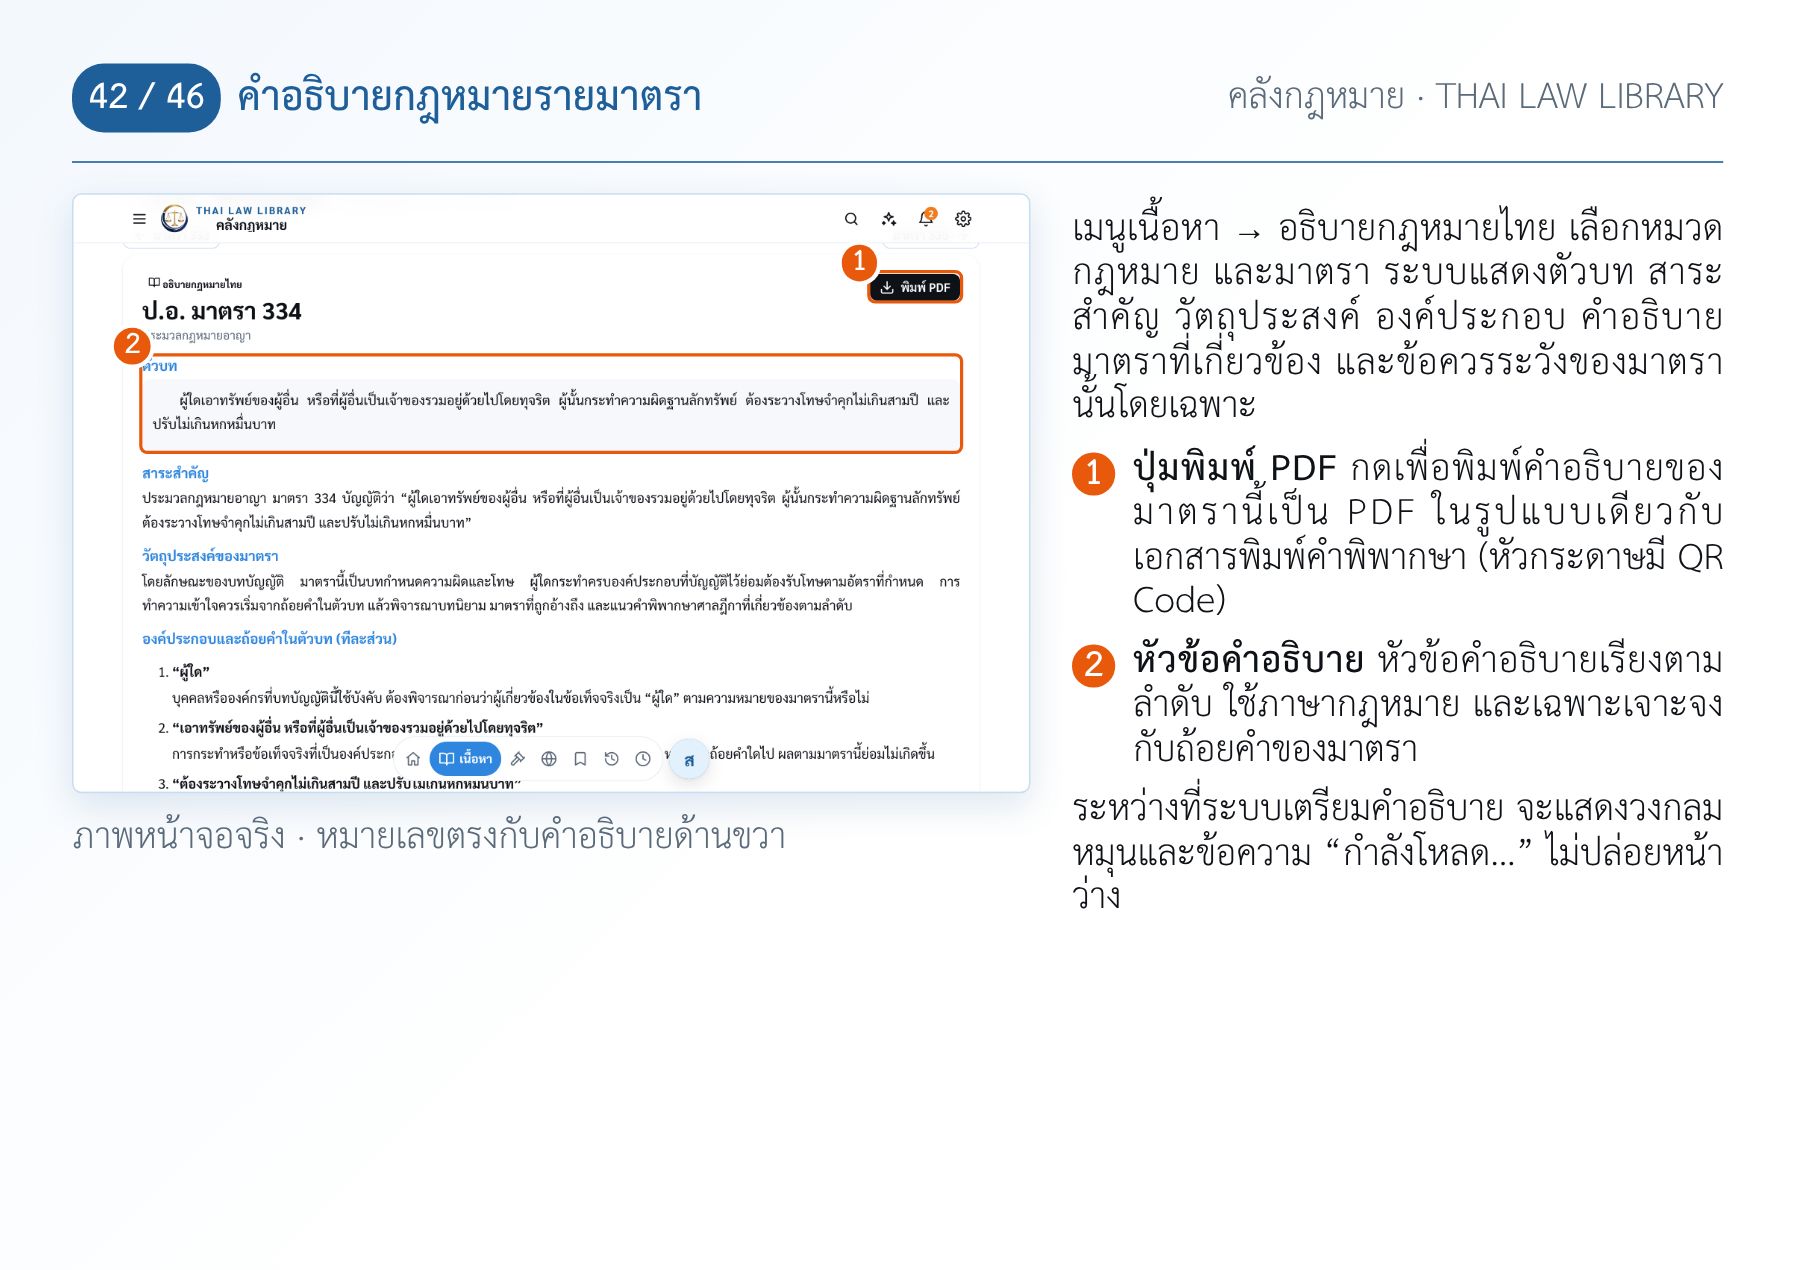 42 / 46 คำอธิบายกฎหมายรายมาตรา
คลังกฎหมาย · THAI LAW LIBRARY
THAI LAW LIBRARY
คลังกฎหมาย
2
1
อธิบายกฎหมายไทย
พิมพ์ PDF
ป.อ. มาตรา 334
2
ระมวลกฎหมายอาญา
ตัวบท
ผู้ใดเอาทรัพย์ของผู้อื่น หรือที่ผู้อื่นเป็นเจ้าของรวมอยู่ด้วยไปโดยทุจริต ผู้นั้นกระทำความผิดฐานลักทรัพย์ ต้องระวางโทษจำคุกไม่เกินสามปี และ
ปรับไม่เกินหกหมื่นบาท
สาระสำคัญ
ประมวลกฎหมายอาญา มาตรา 334 บัญญัติว่า “ผู้ใดเอาทรัพย์ของผู้อื่น หรือที่ผู้อื่นเป็นเจ้าของรวมอยู่ด้วยไปโดยทุจริต ผู้นั้นกระทำความผิดฐานลักทรัพย์
ต้องระวางโทษจำคุกไม่เกินสามปี และปรับไม่เกินหกหมื่นบาท”
วัตถุประสงค์ของมาตรา
โดยลักษณะของบทบัญญัติ มาตรานี้เป็นบทกำหนดความผิดและโทษ ผู้ใดกระทำครบองค์ประกอบที่บัญญัติไว้ย่อมต้องรับโทษตามอัตราที่กำหนด การ
ทำความเข้าใจควรเริ่มจากถ้อยคำในตัวบท แล้วพิจารณาบทนิยาม มาตราที่ถูกอ้างถึง และแนวคำพิพากษาศาลฎีกาที่เกี่ยวข้องตามลำดับ
องค์ประกอบและถ้อยคำในตัวบท (ทีละส่วน)
1. “ผู้ใด”
บุคคลหรือองค์กรที่บทบัญญัตินี้ใช้บังคับ ต้องพิจารณาก่อนว่าผู้เกี่ยวข้องในข้อเท็จจริงเป็น “ผู้ใด” ตามความหมายของมาตรานี้หรือไม่
2. “เอาทรัพย์ของผู้อื่น หรือที่ผู้อื่นเป็นเจ้าของรวมอยู่ด้วยไปโดยทุจริต”
การกระทำหรือข้อเท็จจริงที่เป็นองค์ประก ถ้อยคำใดไป ผลตามมาตรานี้ย่อมไม่เกิดขึ้น
เนื้อหา
ส
3. “ต้องระวางโทษจำคุกไม่เกินสามปี และปรับไม่เกินหกหมื่นบาท”
ภาพหน้าจอจริง · หมายเลขตรงกับคำอธิบายด้านขวา
เมนูเนื้อหา → อธิบายกฎหมายไทย เลือกหมวด
กฎหมาย และมาตรา ระบบแสดงตัวบท สาระ
สำคัญ วัตถุประสงค์ องค์ประกอบ คำอธิบาย
มาตราที่เกี่ยวข้อง และข้อควรระวังของมาตรา
นั้นโดยเฉพาะ
1 ปุ่มพิมพ์ PDF กดเพื่อพิมพ์คำอธิบายของ
มาตรานี้เป็น PDF ในรูปแบบเดียวกับ
เอกสารพิมพ์คำพิพากษา (หัวกระดาษมี QR
Code)
2 หัวข้อคำอธิบาย หัวข้อคำอธิบายเรียงตาม
ลำดับ ใช้ภาษากฎหมาย และเฉพาะเจาะจง
กับถ้อยคำของมาตรา
ระหว่างที่ระบบเตรียมคำอธิบาย จะแสดงวงกลม
หมุนและข้อความ “กำลังโหลด...” ไม่ปล่อยหน้า
ว่าง